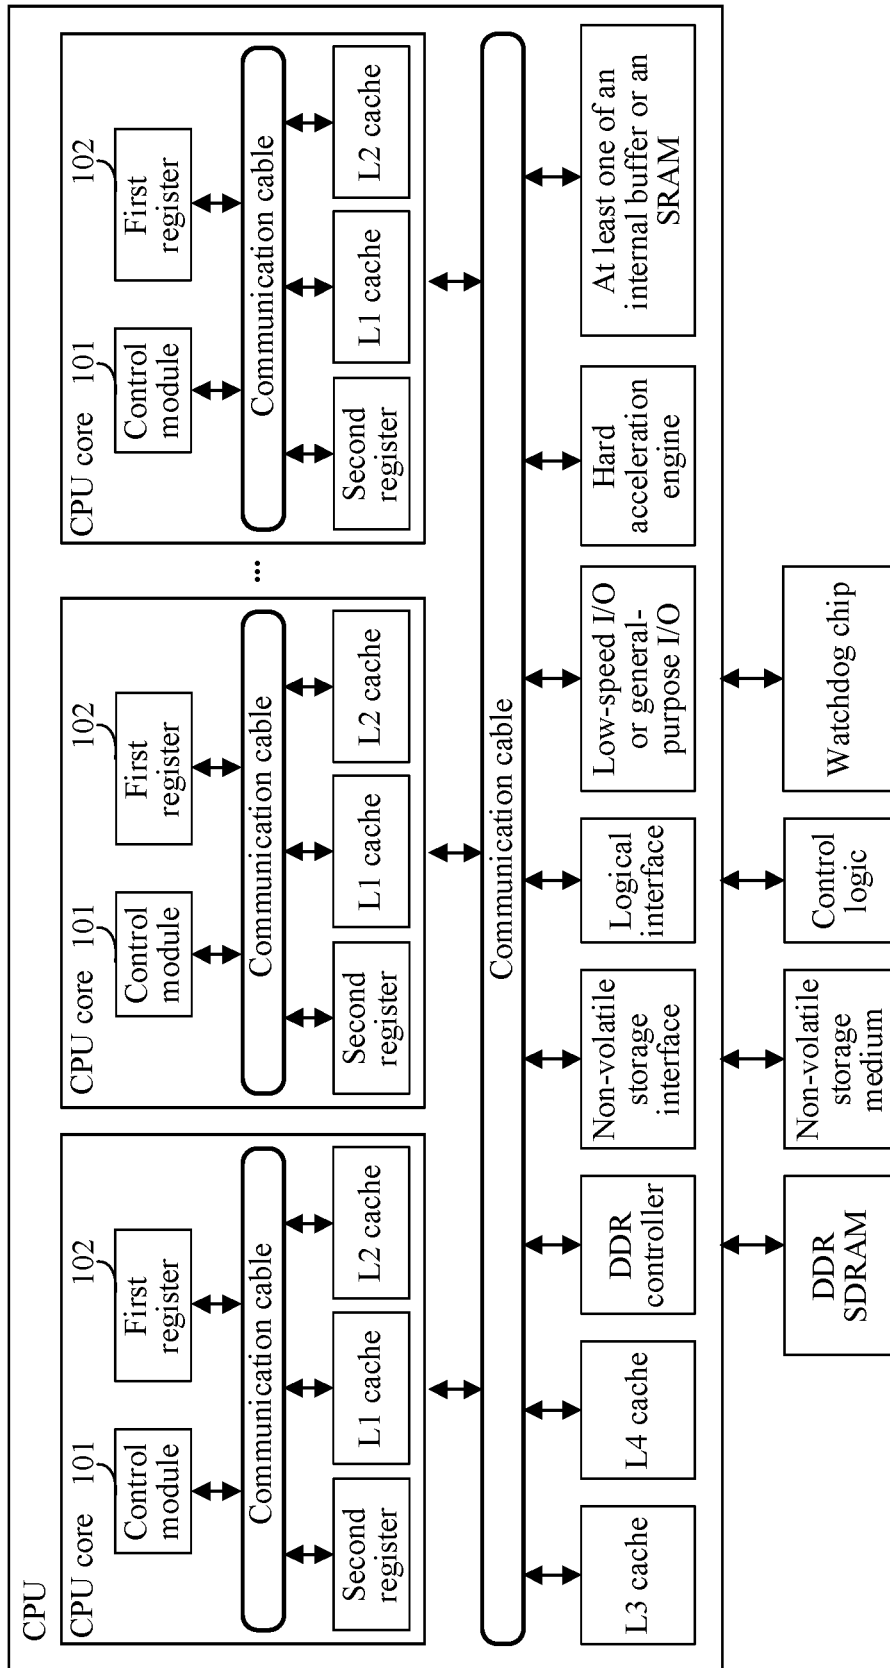 CPU
CPU core
101
102
Control
module
First
register
Communication cable
Second
register
L1 cache
L2 cache
CPU core
101
102
Control
module
First
register
Communication cable
Second
register
L1 cache
L2 cache
...
CPU core
101
102
Control
module
First
register
Communication cable
Second
register
L1 cache
L2 cache
Communication cable
L3 cache
L4 cache
DDR
controller
Non-volatile
storage
interface
Logical
interface
Low-speed I/O
or general-
purpose I/O
Hard
acceleration
engine
At least one of an
internal buffer or an
SRAM
DDR
SDRAM
Non-volatile
storage
medium
Control
logic
Watchdog chip